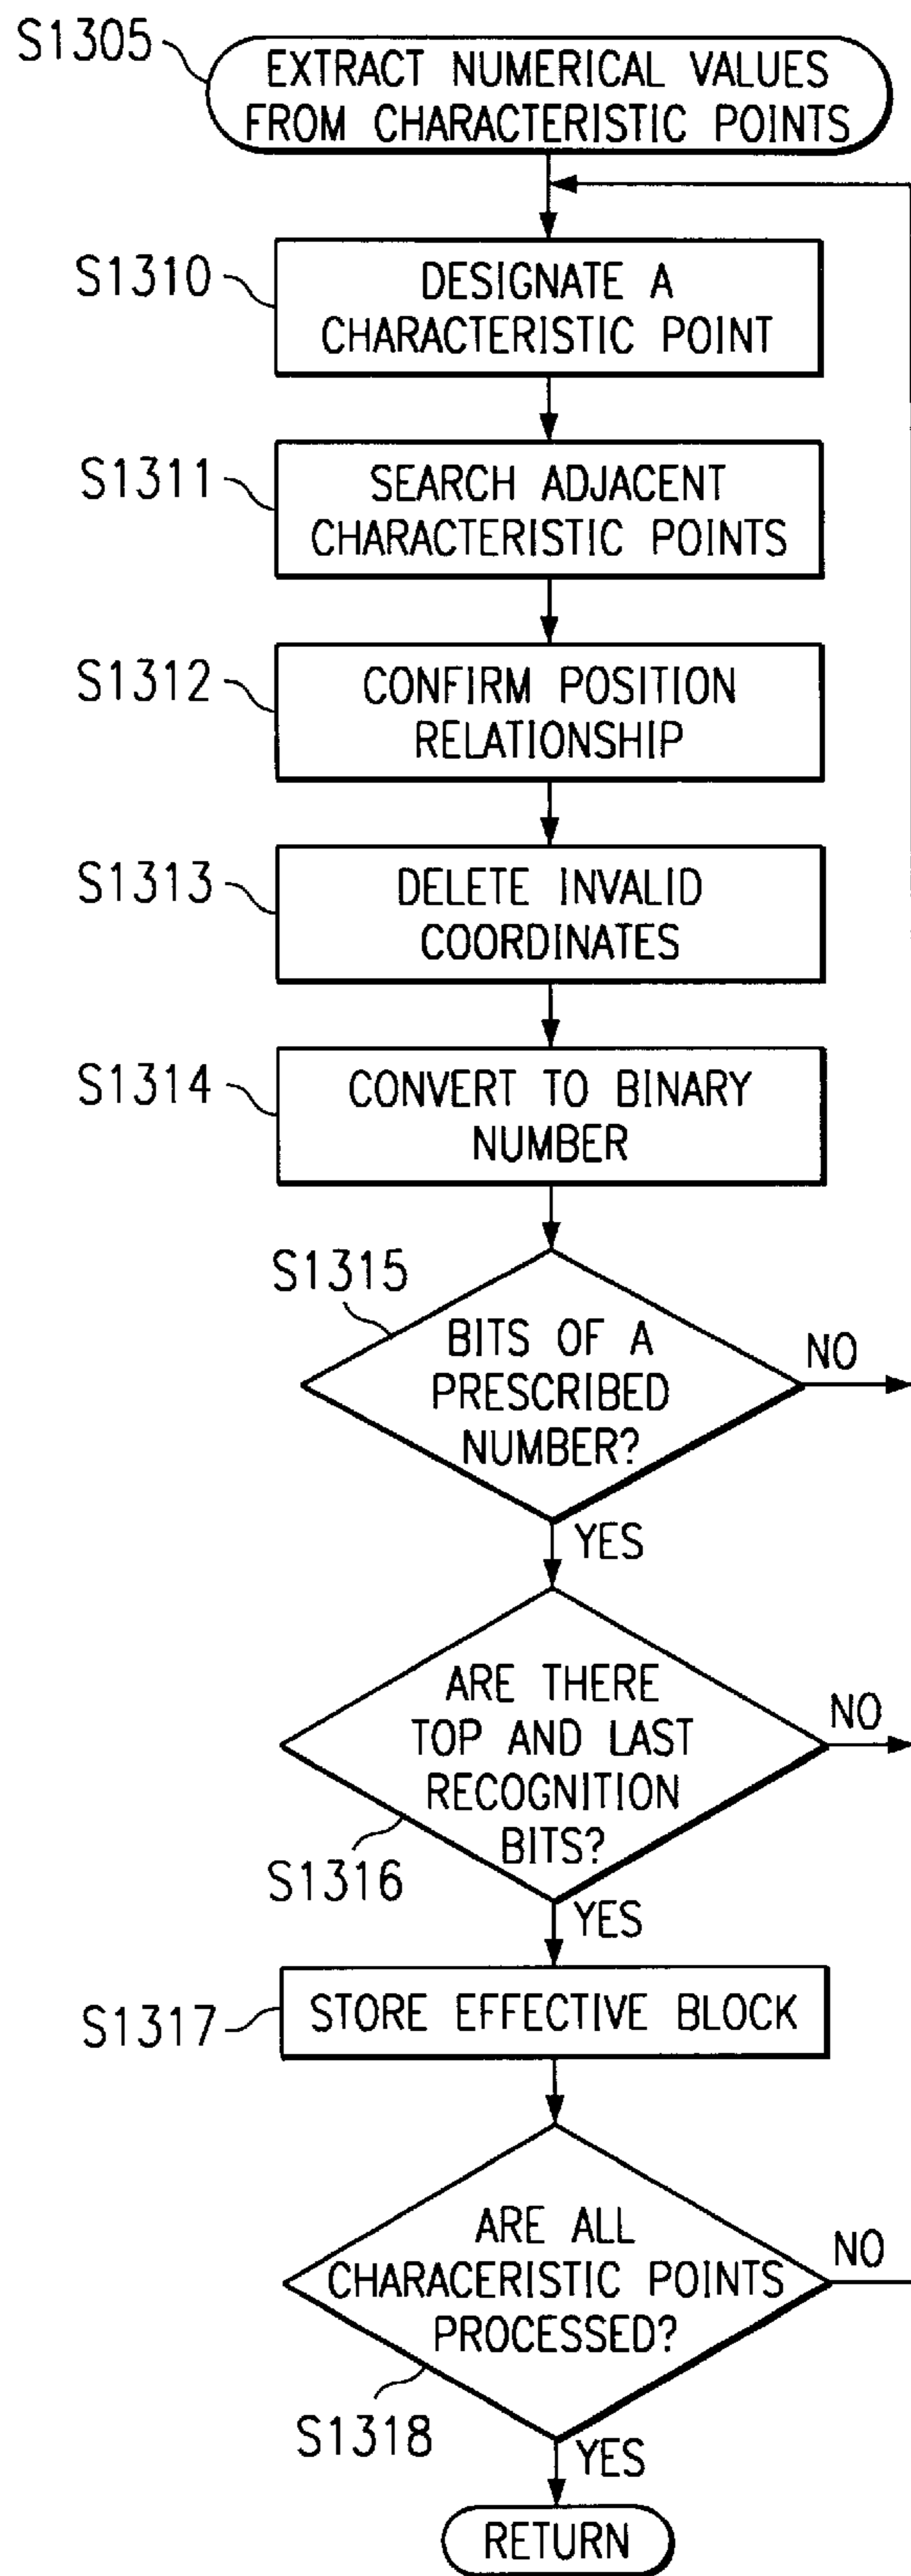 S1305
EXTRACT NUMERICAL VALUES
FROM CHARACTERISTIC POINTS
S1310
DESIGNATE A
CHARACTERISTIC POINT
S1311
SEARCH ADJACENT
CHARACTERISTIC POINTS
S1312
CONFIRM POSITION
RELATIONSHIP
S1313
DELETE INVALID
COORDINATES
S1314
CONVERT TO BINARY
NUMBER
S1315
BITS OF A
PRESCRIBED
NUMBER?
NO
YES
ARE THERE
TOP AND LAST
RECOGNITION
BITS?
NO
S1316
YES
S1317
STORE EFFECTIVE BLOCK
ARE ALL
CHARACERISTIC POINTS
PROCESSED?
NO
S1318
YES
RETURN